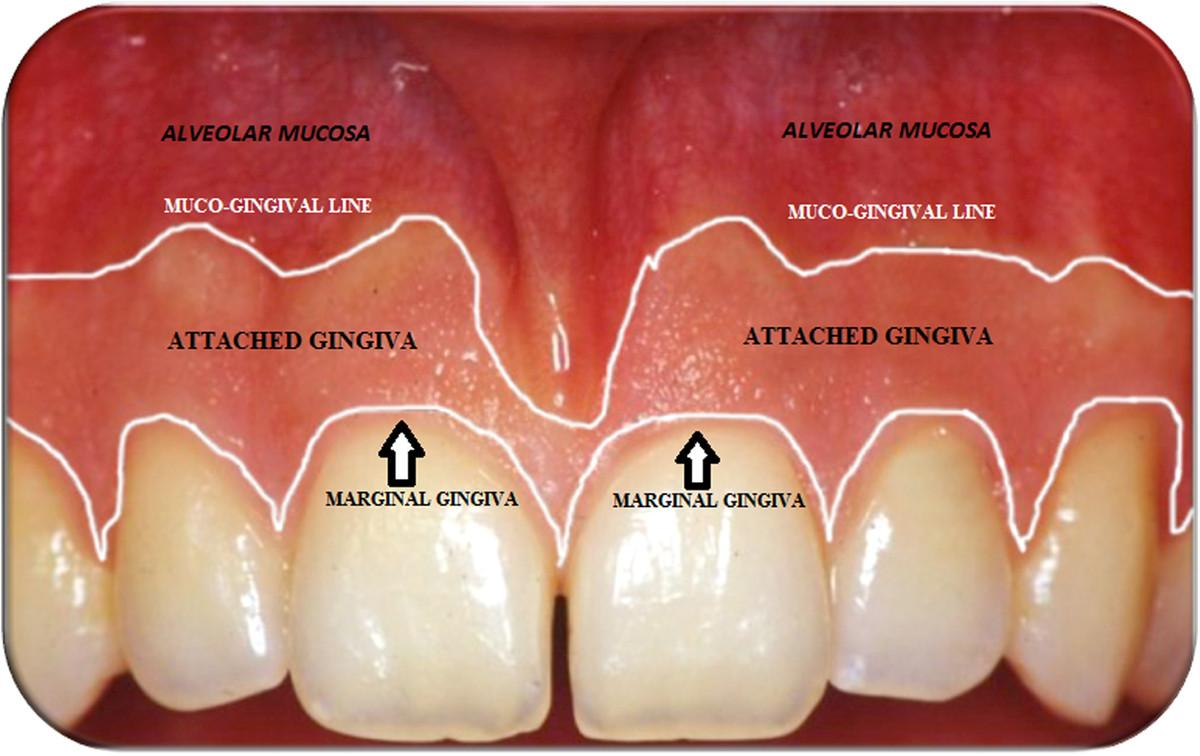 ALVEOLAR MUCOSA
ALVEOLAR MUCOSA
MUCO-GINGIVAL LINE
MUCO-GINGIVAL LINE
ATTACHED GINGIVA
ATTACHED GINGIVA
MARGINAL GINGIVA
MARGINAL GINGIVA